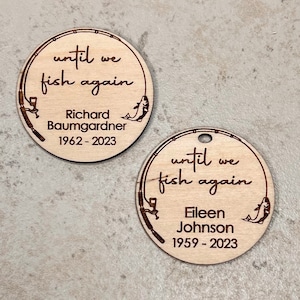 until we
fish again
Richard
Baumgardner
1962 - 2023
until we
fish again
Eileen
Johnson
1959 - 2023